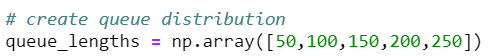 # create queue distribution
queue_lengths = np.array([50,100,150,200,250])